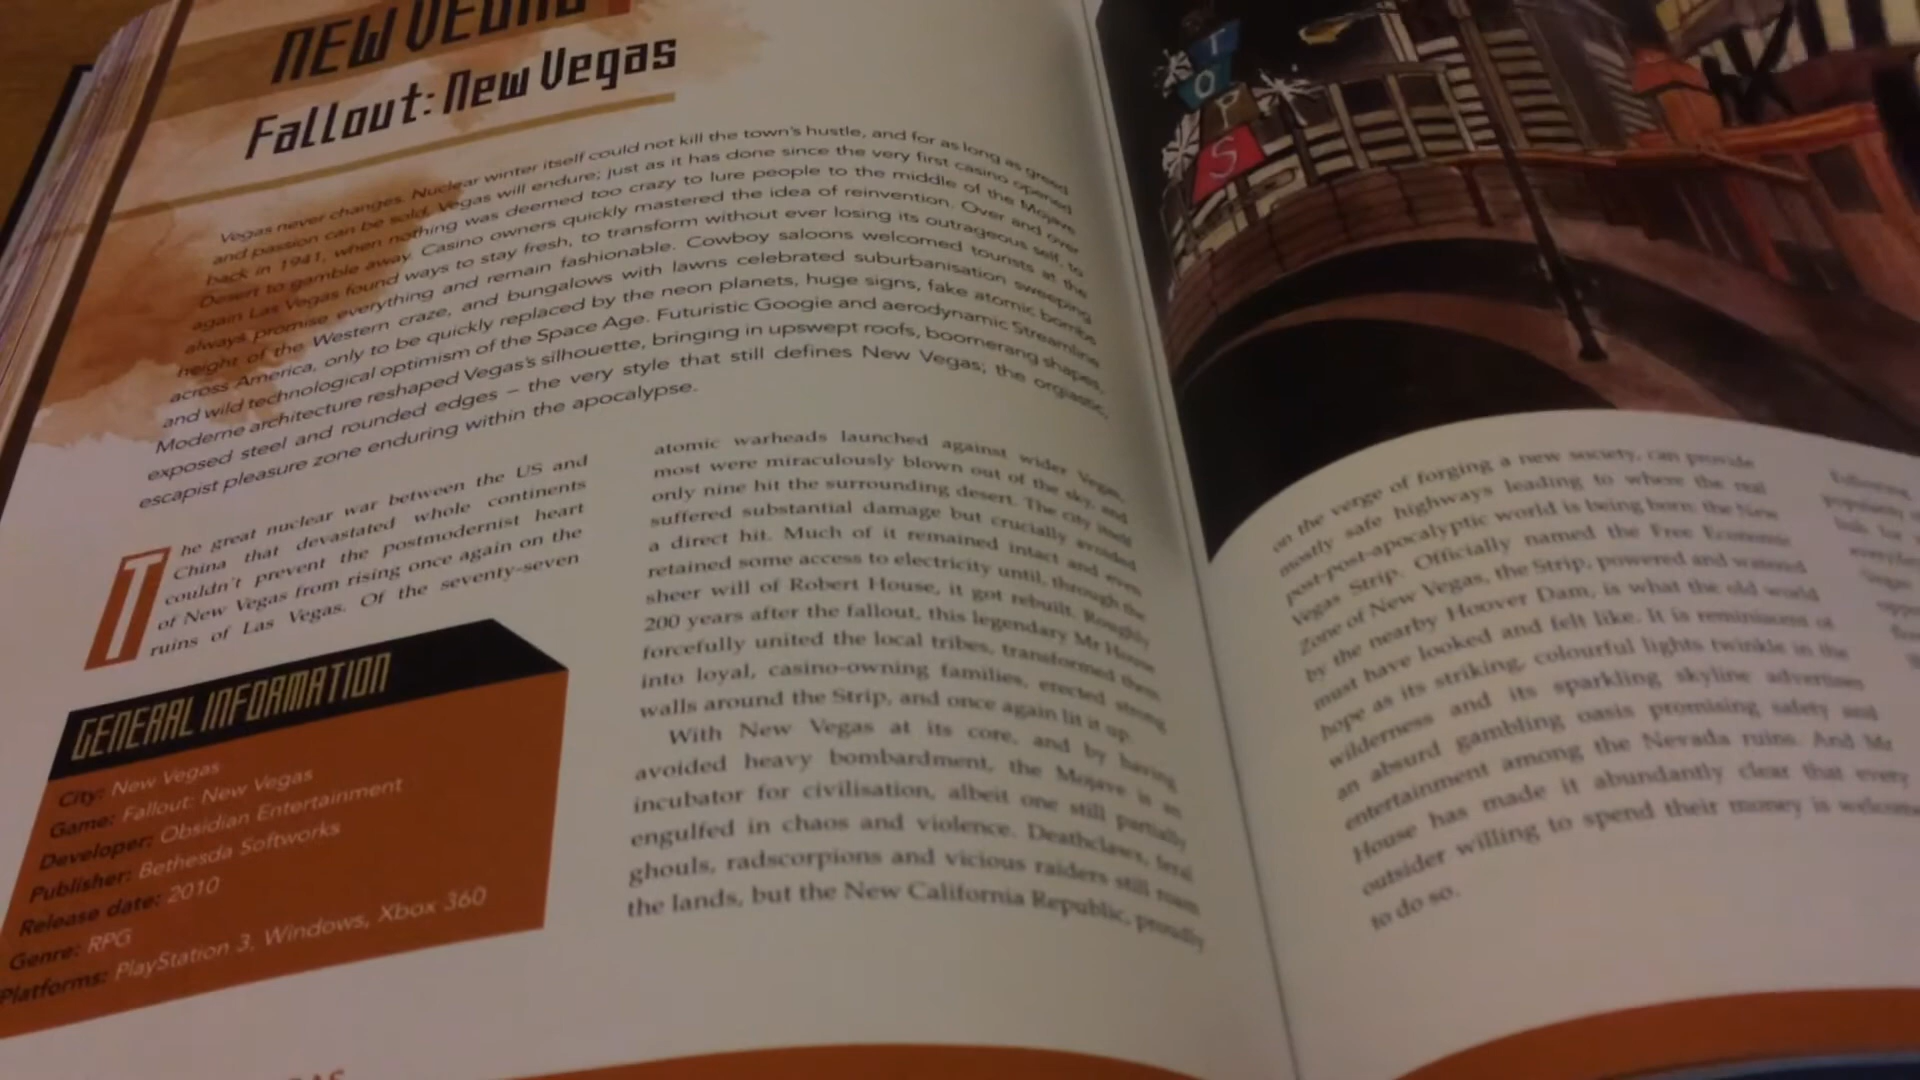 NEW VEGAS
Fallout: New Vegas
Vegas never changes. Nuclear winter itself could not kill the town's hustle, and for as long as greed
and passion can be sold, Vegas will endure; just as it has done since the very first casino opened
back in 1941, when nothing was deemed too crazy to lure people to the middle of the Mojave
Desert to gamble away. Casino owners quickly mastered the idea of reinvention. Over and over
again Las Vegas found ways to stay fresh, to transform without ever losing its outrageous self, to
always promise everything and remain fashionable. Cowboy saloons welcomed tourists at the
height of the Western craze, and bungalows with lawns celebrated suburbanisation sweeping
across America, only to be quickly replaced by the neon planets, huge signs, fake atomic bombs
and wild technological optimism of the Space Age. Futuristic Googie and aerodynamic Streamline
Moderne architecture reshaped Vegas's silhouette, bringing in upswept roofs, boomerang shapes,
exposed steel and rounded edges – the very style that still defines New Vegas; the orgiastic,
escapist pleasure zone enduring within the apocalypse.
The great nuclear war between the US and
China that devastated whole continents
couldn't prevent the postmodernist heart
of New Vegas from rising once again on the
ruins of Las Vegas. Of the seventy-seven
GENERAL INFORMATION
City: New Vegas
Game: Fallout: New Vegas
Developer: Obsidian Entertainment
Publisher: Bethesda Softworks
Release date: 2010
Genre: RPG
Platforms: PlayStation 3, Windows, Xbox 360
atomic warheads launched against wider Vegas,
most were miraculously blown out of the sky, and
only nine hit the surrounding desert. The city itself
suffered substantial damage but crucially avoided
a direct hit. Much of it remained intact and even
retained some access to electricity until, through the
sheer will of Robert House, it got rebuilt. Roughly
200 years after the fallout, this legendary Mr House
forcefully united the local tribes, transformed them
into loyal, casino-owning families, erected strong
walls around the Strip, and once again lit it up.
With New Vegas at its core, and by having
avoided heavy bombardment, the Mojave is an
incubator for civilisation, albeit one still partially
engulfed in chaos and violence. Deathclaws, feral
ghouls, radscorpions and vicious raiders still roam
the lands, but the New California Republic, proudly
TOPS
on the verge of forging a new society, can provide
mostly safe highways leading to where the real
post-post-apocalyptic world is being born: the New
Vegas Strip. Officially named the Free Economic
Zone of New Vegas, the Strip, powered and watered
by the nearby Hoover Dam, is what the old world
must have looked and felt like. It is reminiscent of
hope as its striking, colourful lights twinkle in the
wilderness and its sparkling skyline advertises
an absurd gambling oasis promising safety and
entertainment among the Nevada ruins. And Mr
House has made it abundantly clear that every
outsider willing to spend their money is welcome
to do so.
Following